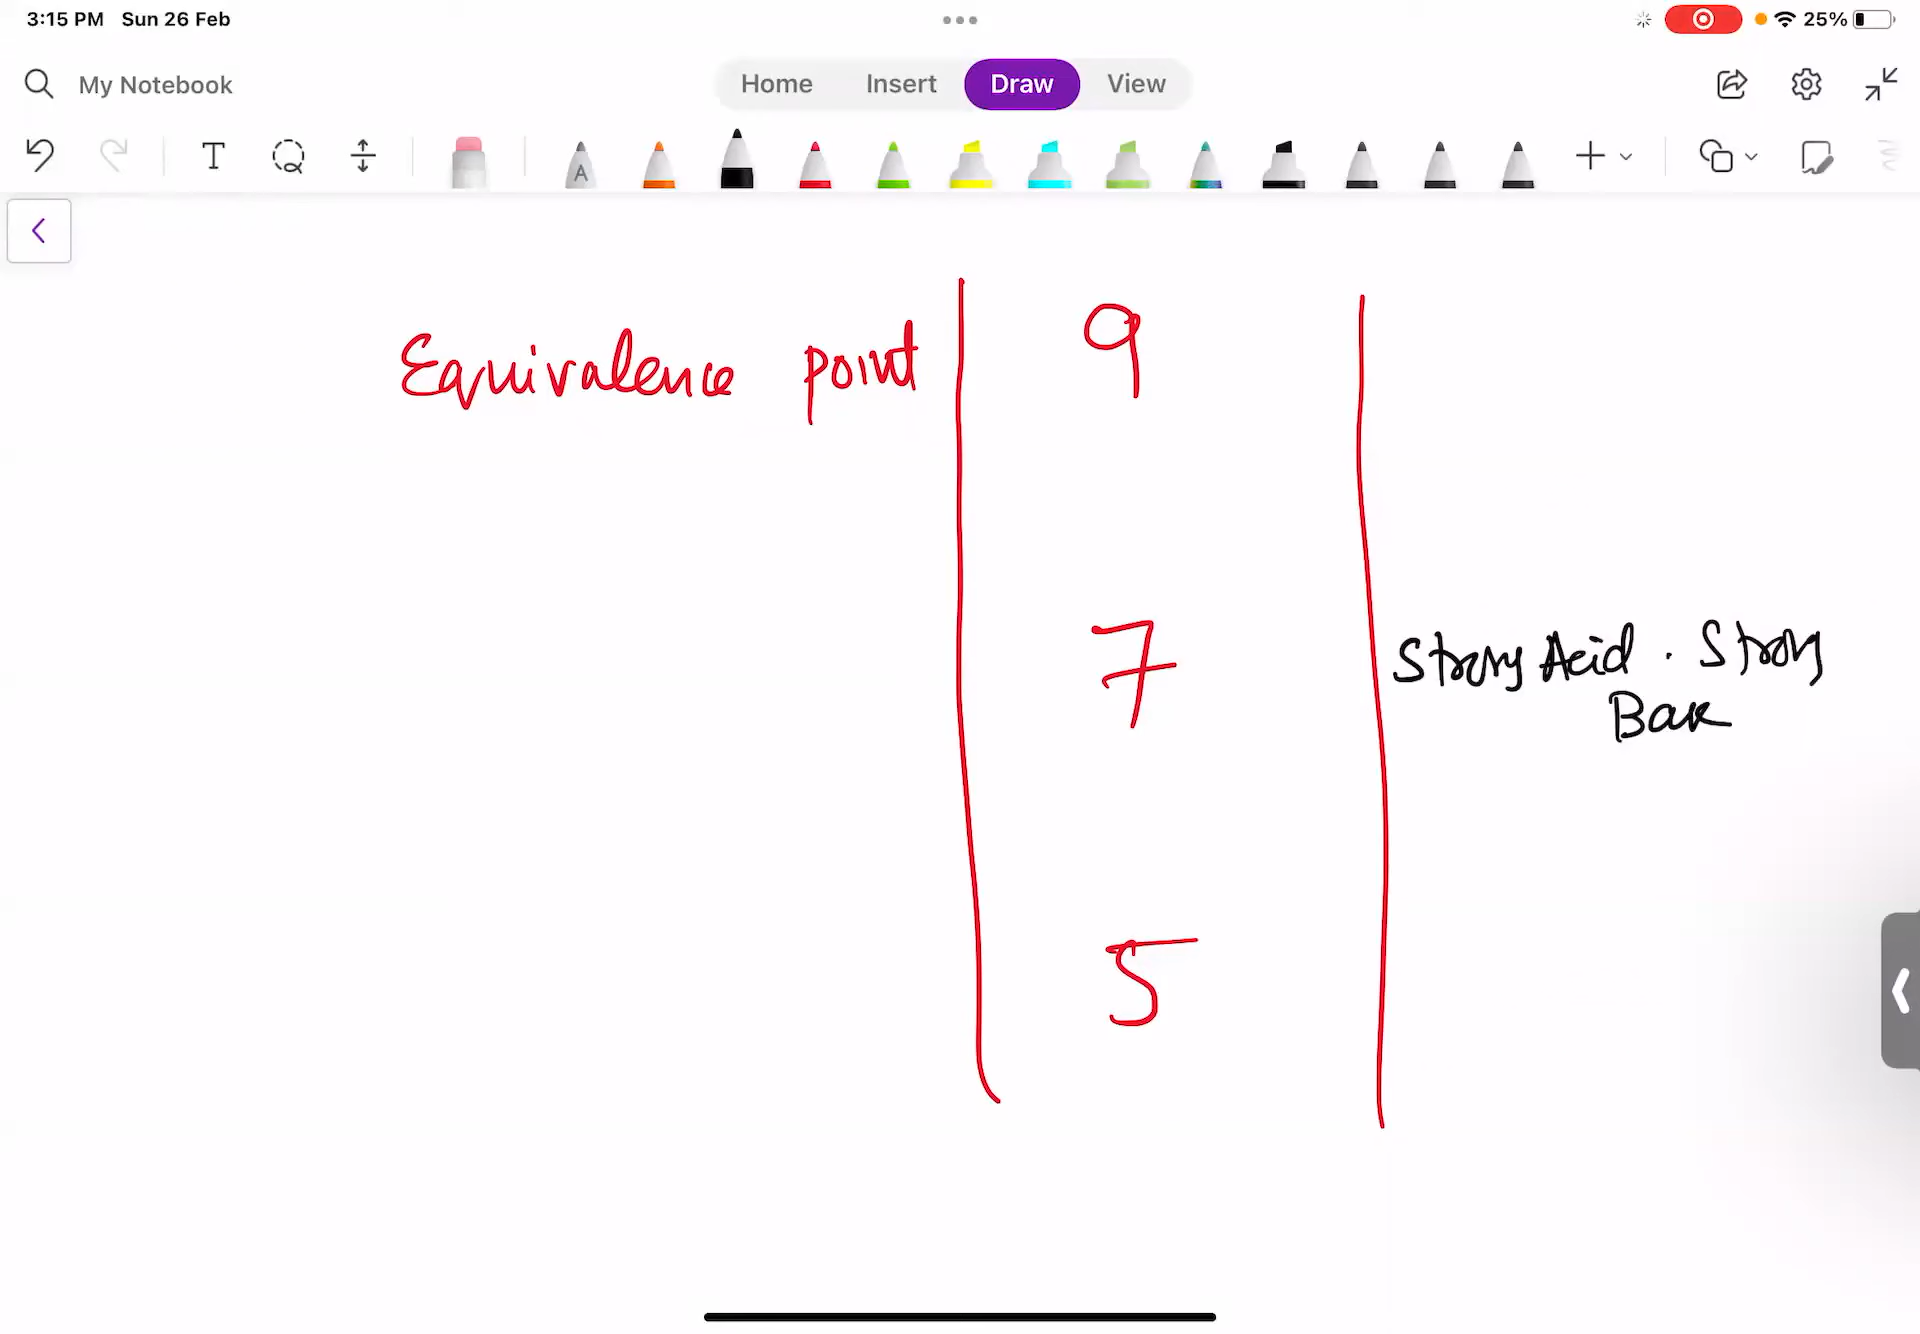 3:15 PM Sun 26 Feb
25%
My Notebook
Home Insert Draw View
T
A
Equivalence point
9
7
Strong Acid . Strong
Base
5